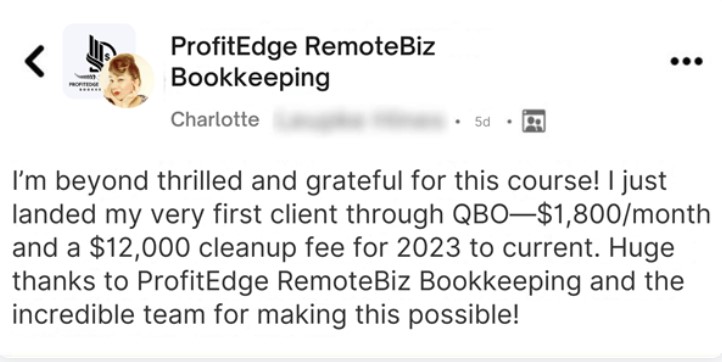 ProfitEdge RemoteBiz
Bookkeeping
Charlotte
· 5d ·
I'm beyond thrilled and grateful for this course! I just
landed my very first client through QBO—$1,800/month
and a $12,000 cleanup fee for 2023 to current. Huge
thanks to ProfitEdge RemoteBiz Bookkeeping and the
incredible team for making this possible!